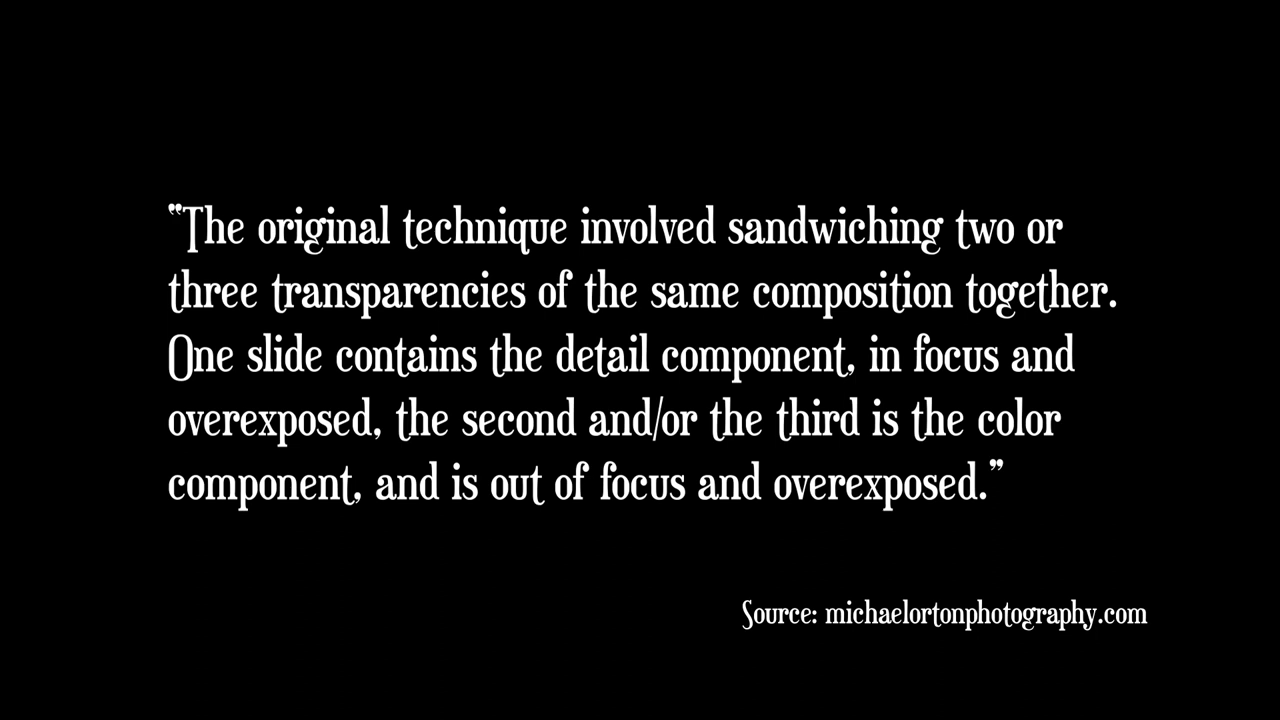 "The original technique involved sandwiching two or
three transparencies of the same composition together.
One slide contains the detail component, in focus and
overexposed, the second and/or the third is the color
component, and is out of focus and overexposed."
Source: michaelortonphotography.com